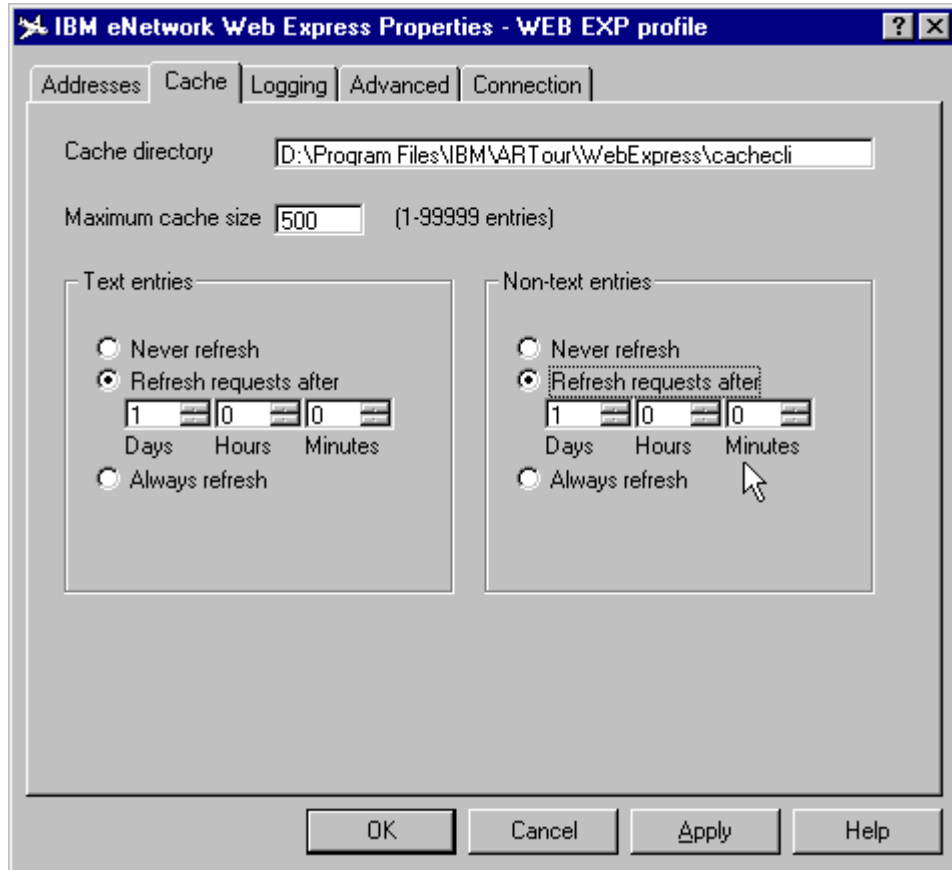 IBM eNetwork Web Express Properties - WEB EXP profile
Addresses Cache Logging Advanced Connection
Cache directory D:\Program Files\IBM\ARTour\WebExpress\cachecli
Maximum cache size 500 (1-99999 entries)
Text entries
Never refresh
Refresh requests after
1 0 0
Days Hours Minutes
Always refresh
Non-text entries
Never refresh
Refresh requests after
1 0 0
Days Hours Minutes
Always refresh
OK Cancel Apply Help